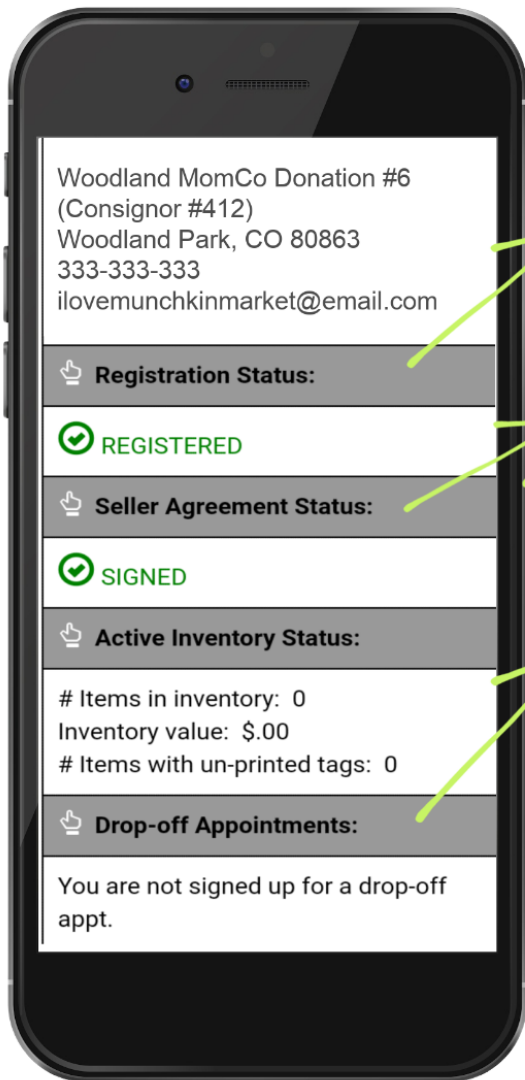 Woodland MomCo Donation #6
(Consignor #412)
Woodland Park, CO 80863
333-333-333
ilovemunchkinmarket@email.com
Registration Status:
REGISTERED
Seller Agreement Status:
SIGNED
Active Inventory Status:
# Items in inventory: 0
Inventory value: $.00
# Items with un-printed tags: 0
Drop-off Appointments:
You are not signed up for a drop-off
appt.